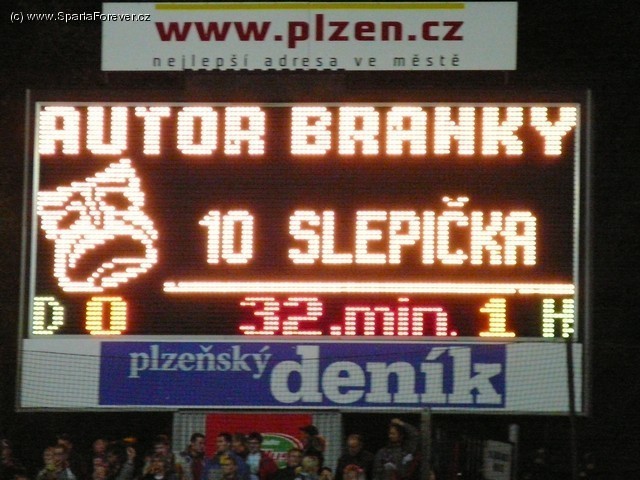 (c) www.SpartaForever.cz
www.plzen.cz
nejlepší adresa ve městě
AUTOR BRANKY
10 SLEPIČKA
D 0 32.min. 1 H
plzeňský deník